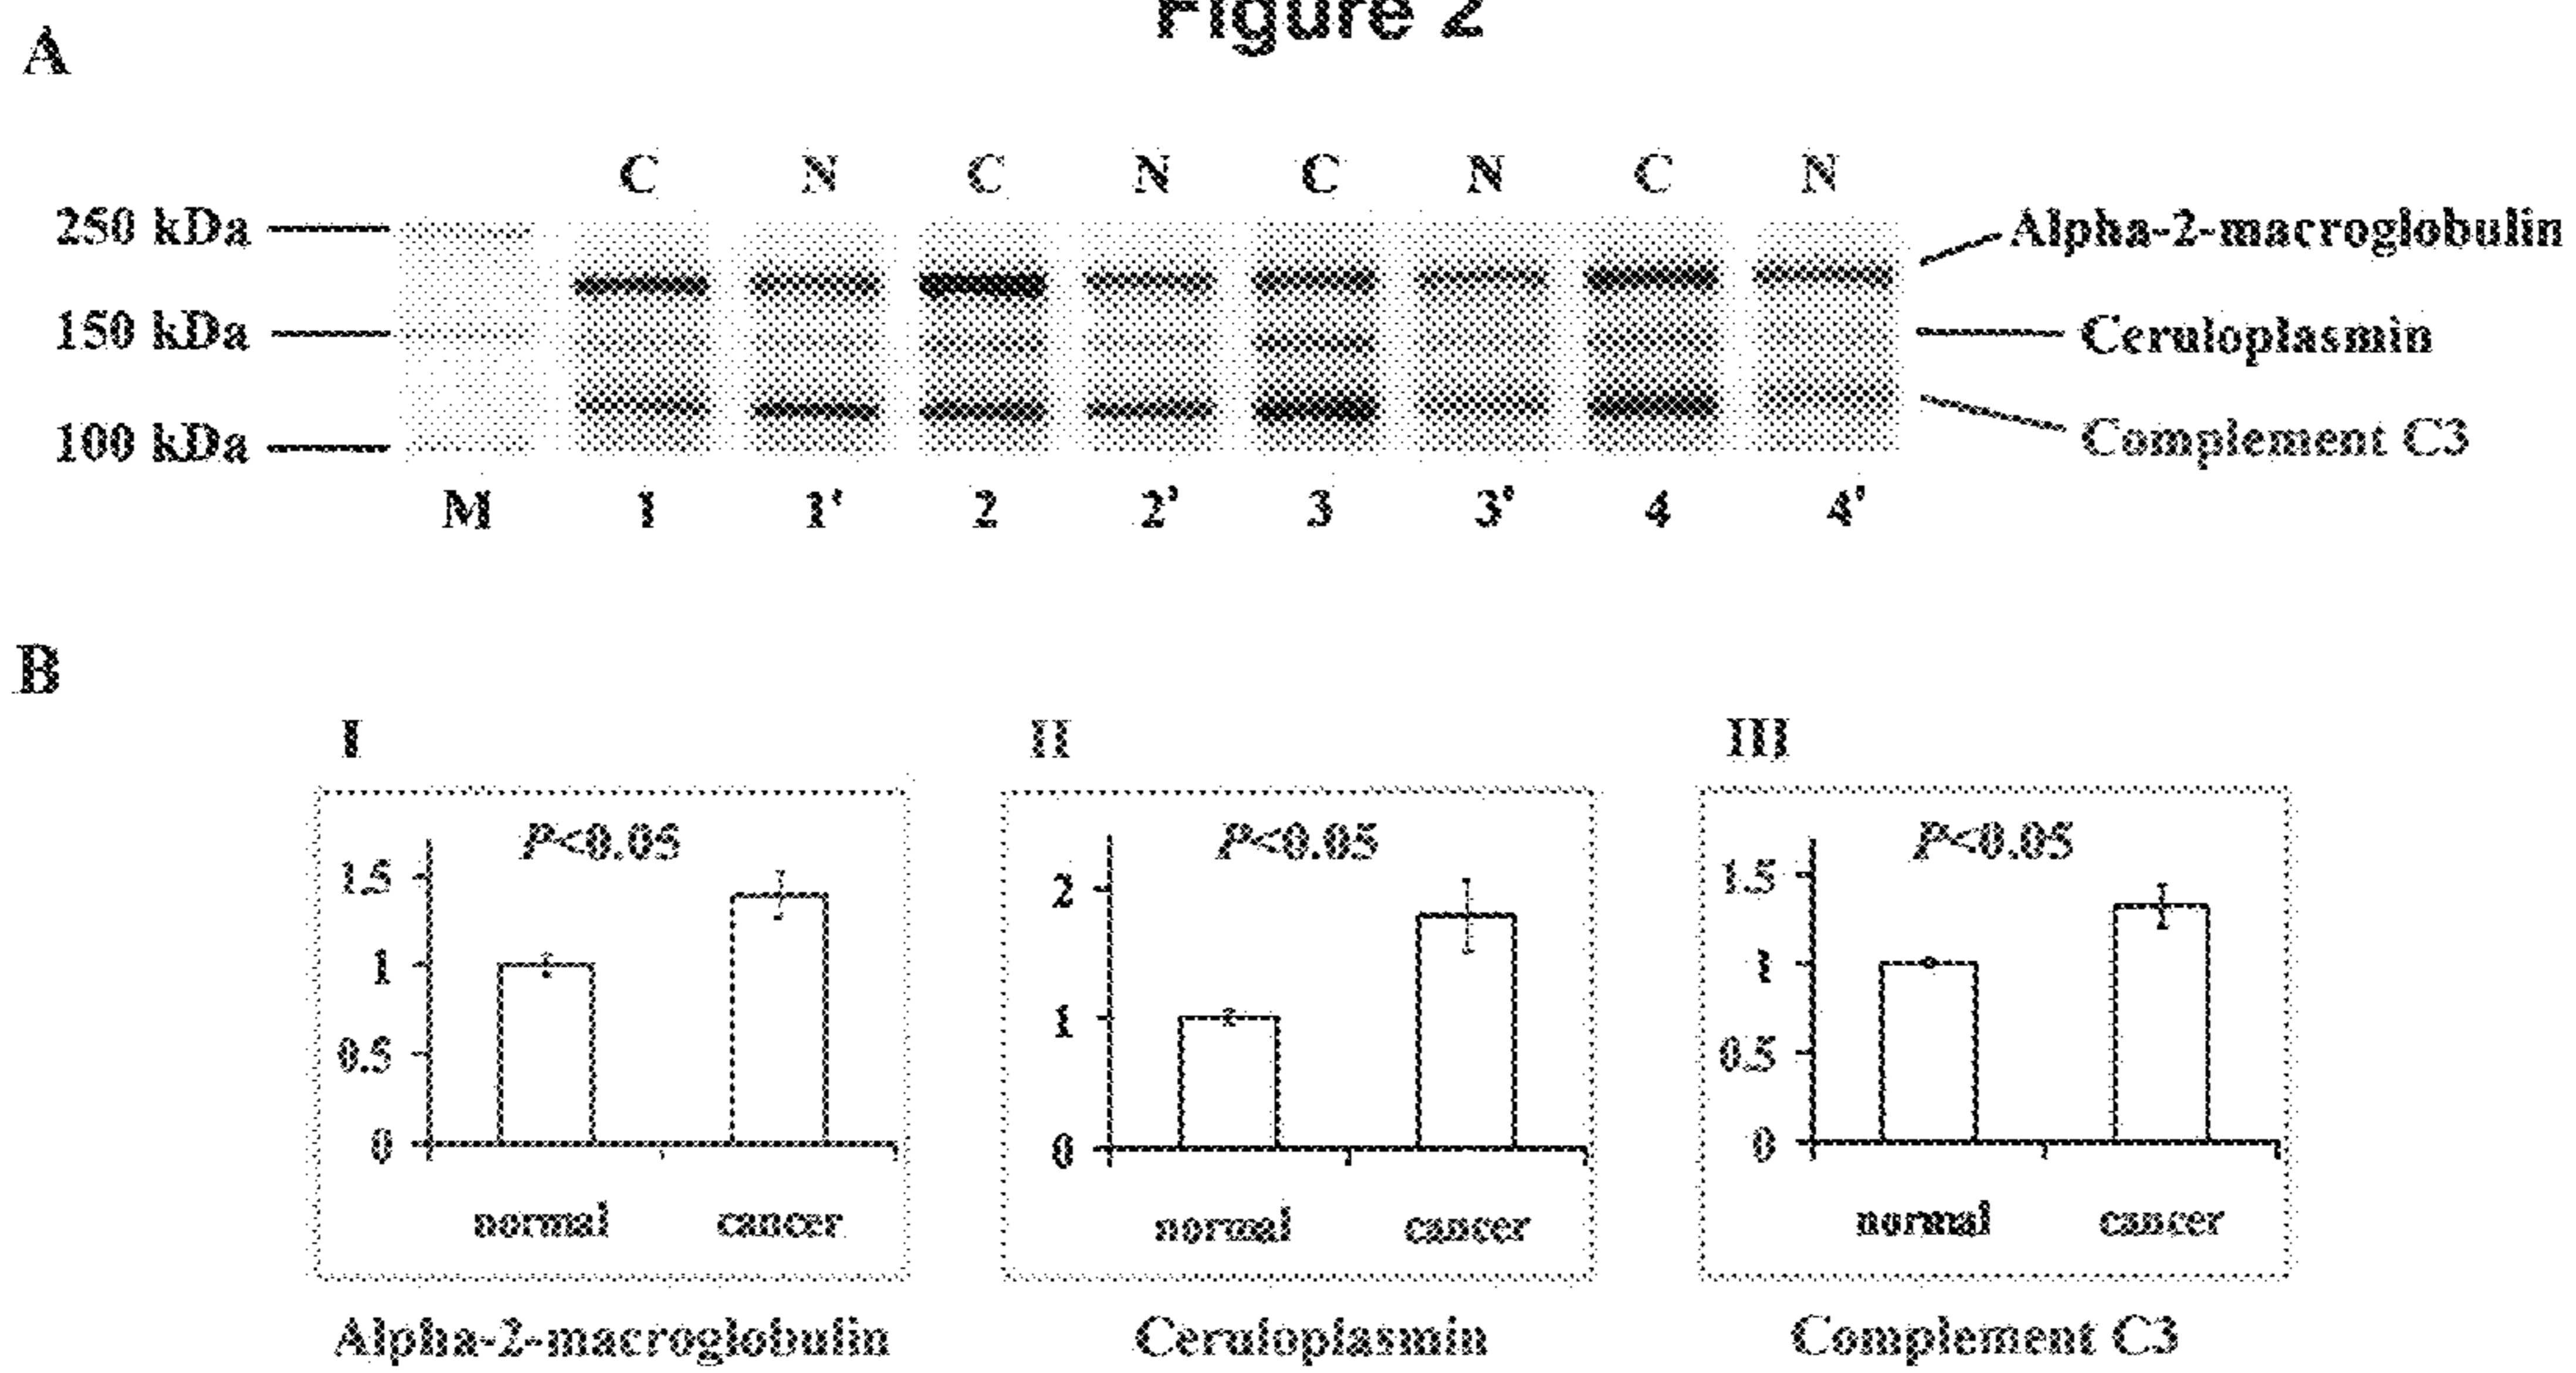 Figure 2
A
C N C N C N C N
250 kDa
150 kDa
100 kDa
Alpha-2-macroglobulin
Ceruloplasmin
Complement C3
M 1 1' 2 2' 3 3' 4 4'
B
I
P<0.05
1.5
1
0.5
0
normal cancer
Alpha-2-macroglobulin
II
P<0.05
2
1
0
normal cancer
Ceruloplasmin
III
P<0.05
1.5
1
0.5
0
normal cancer
Complement C3